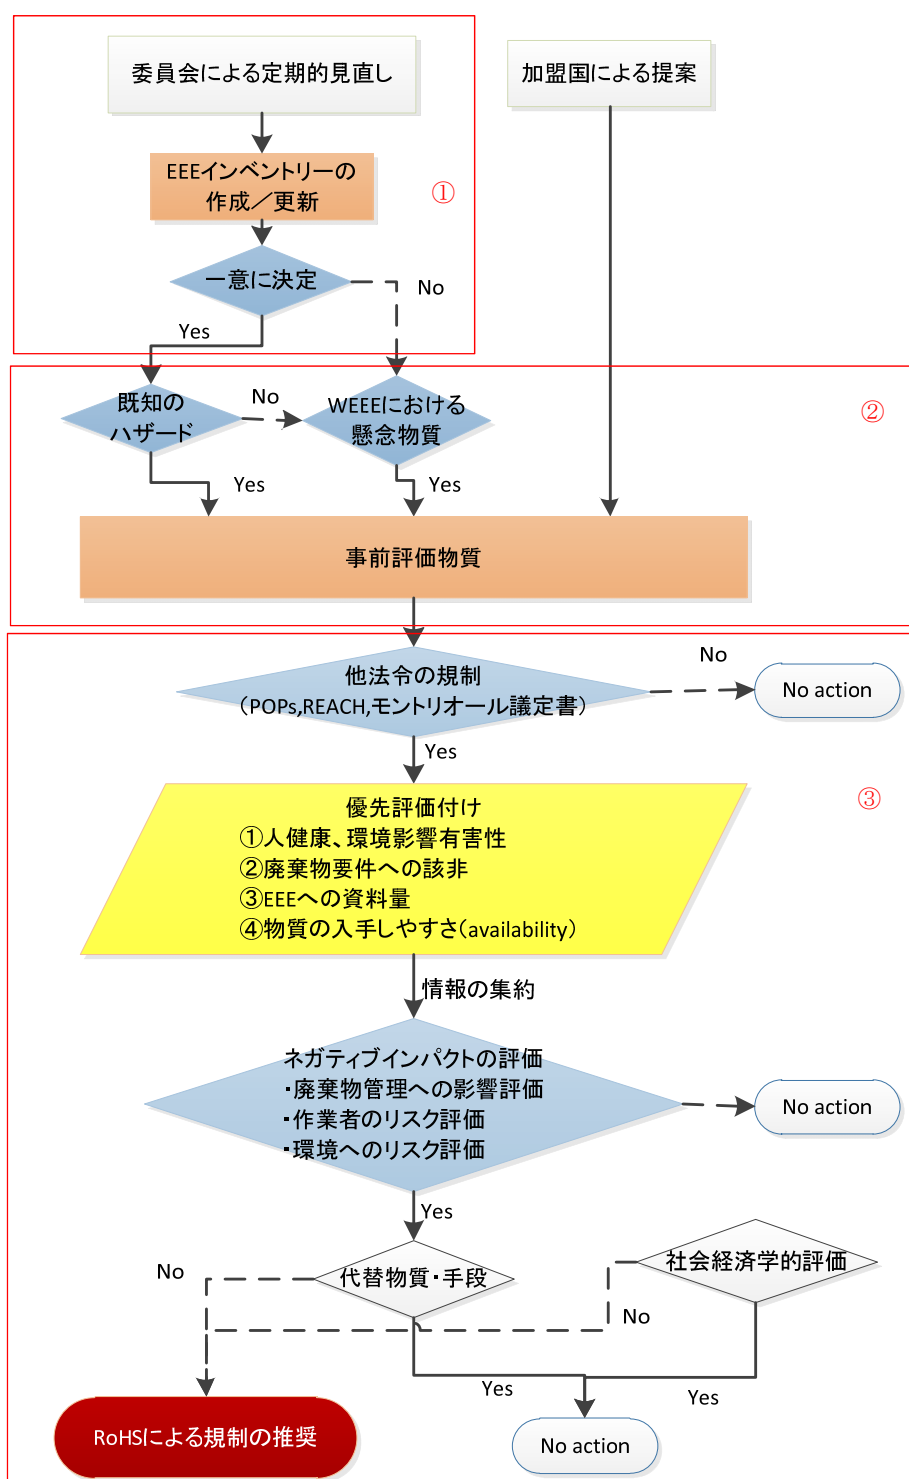 委員会による定期的見直し
加盟国による提案
EEEインベントリーの
作成／更新
①
一意に決定
No
Yes
既知の
ハザード
No
WEEEにおける
懸念物質
②
Yes
Yes
事前評価物質
他法令の規制
（POPs,REACH,モントリオール議定書）
No
No action
Yes
③
優先評価付け
①人健康、環境影響有害性
②廃棄物要件への該非
③EEEへの資料量
④物質の入手しやすさ（availability）
情報の集約
ネガティブインパクトの評価
・廃棄物管理への影響評価
・作業者のリスク評価
・環境へのリスク評価
No action
Yes
No
代替物質・手段
社会経済学的評価
No
Yes
Yes
RoHSによる規制の推奨
No action